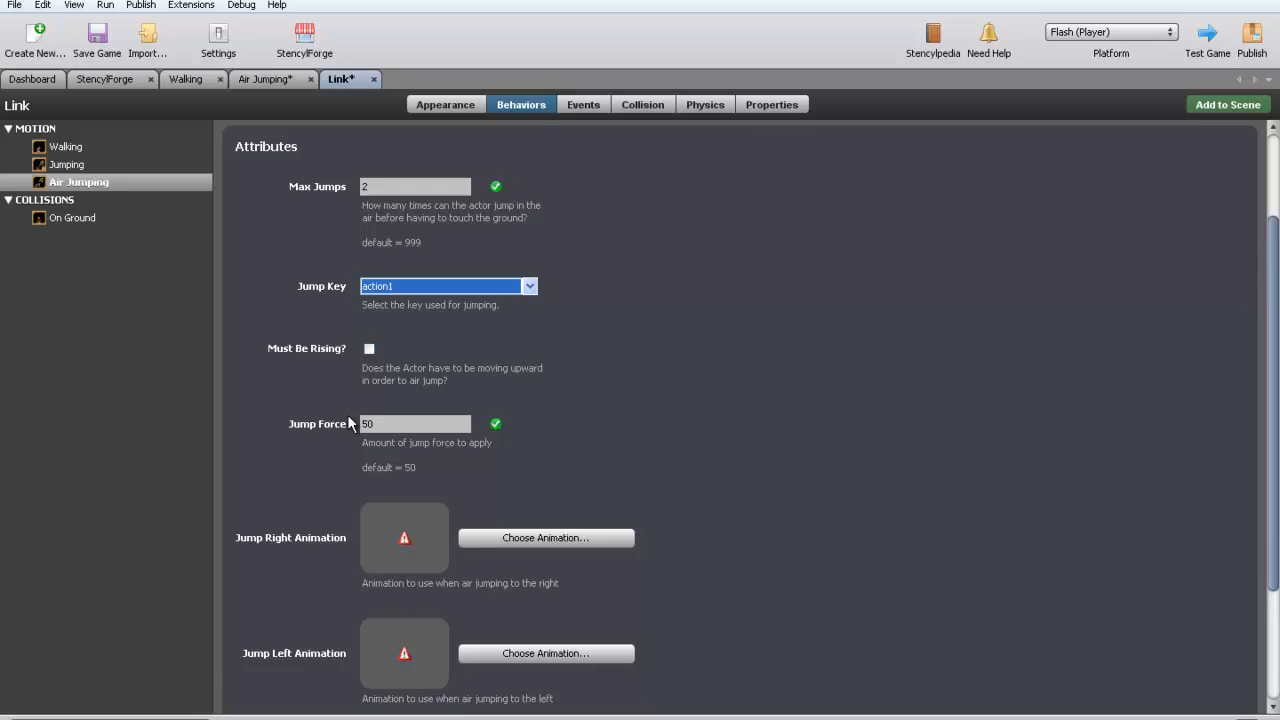 File Edit View Run Publish Extensions Debug Help
Create New... Save Game Import... Settings StencylForge Stencylpedia Need Help Flash (Player) Platform Test Game Publish
Dashboard StencylForge Walking Air Jumping* Link*
Link Appearance Behaviors Events Collision Physics Properties Add to Scene
MOTION
Walking
Jumping
Air Jumping
COLLISIONS
On Ground
Attributes
Max Jumps 2
How many times can the actor jump in the
air before having to touch the ground?
default = 999
Jump Key action1
Select the key used for jumping.
Must Be Rising?
Does the Actor have to be moving upward
in order to air jump?
Jump Force 50
Amount of jump force to apply
default = 50
Jump Right Animation Choose Animation...
Animation to use when air jumping to the right
Jump Left Animation Choose Animation...
Animation to use when air jumping to the left